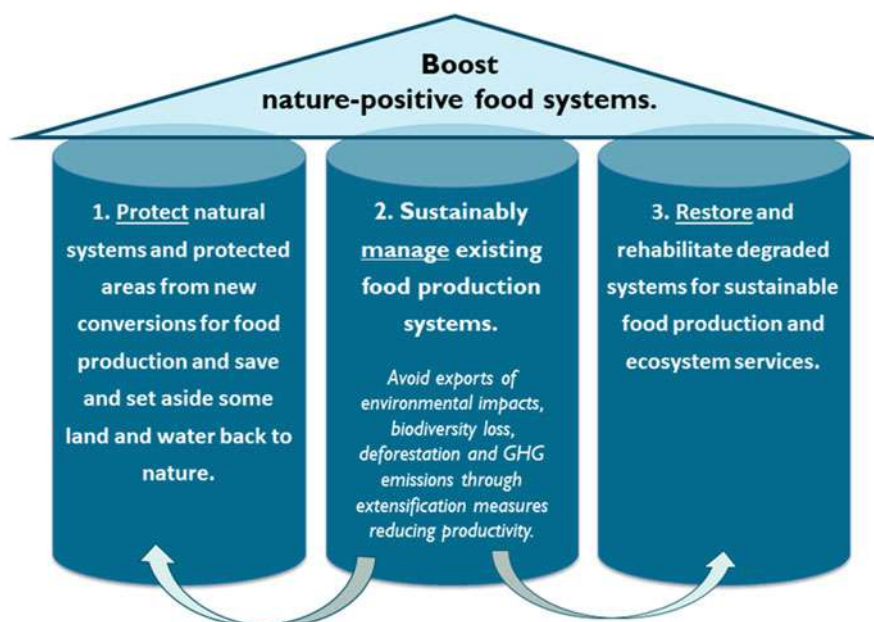 Boost
nature-positive food systems.
1. Protect natural
systems and protected
areas from new
conversions for food
production and save
and set aside some
land and water back to
nature.
2. Sustainably
manage existing
food production
systems.
Avoid exports of
environmental impacts,
biodiversity loss,
deforestation and GHG
emissions through
extensification measures
reducing productivity.
3. Restore and
rehabilitate degraded
systems for sustainable
food production and
ecosystem services.